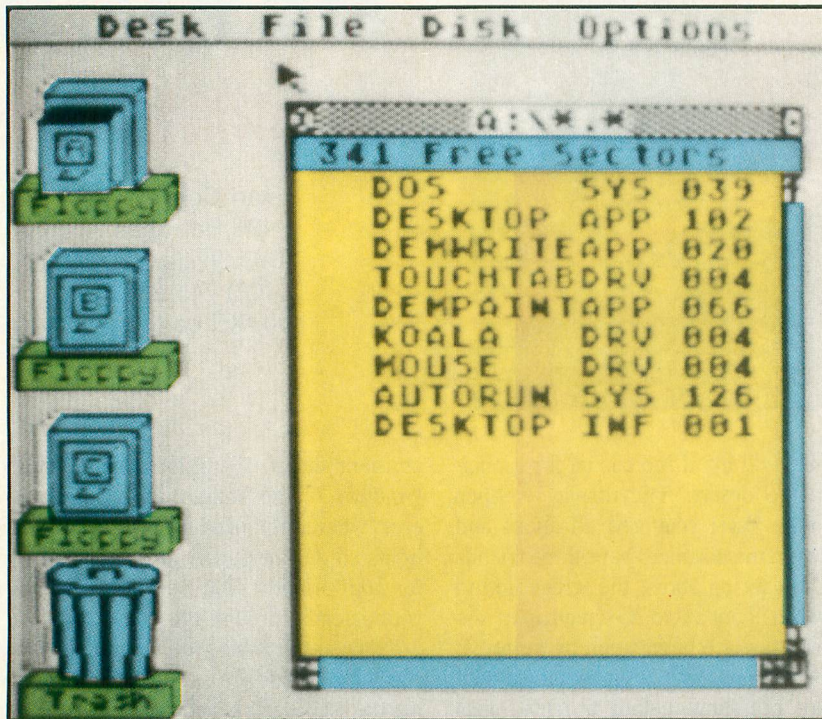 Desk File Disk Options
A:\*.*
341 Free Sectors
DOS SYS 039
DESKTOP APP 102
DEMWRITEAPP 020
TOUCHTABDRV 004
DEMPAINTAPP 066
KOALA DRV 004
MOUSE DRV 004
AUTORUN SYS 126
DESKTOP INF 001
A
Floppy
Floppy
C
Floppy
Trash